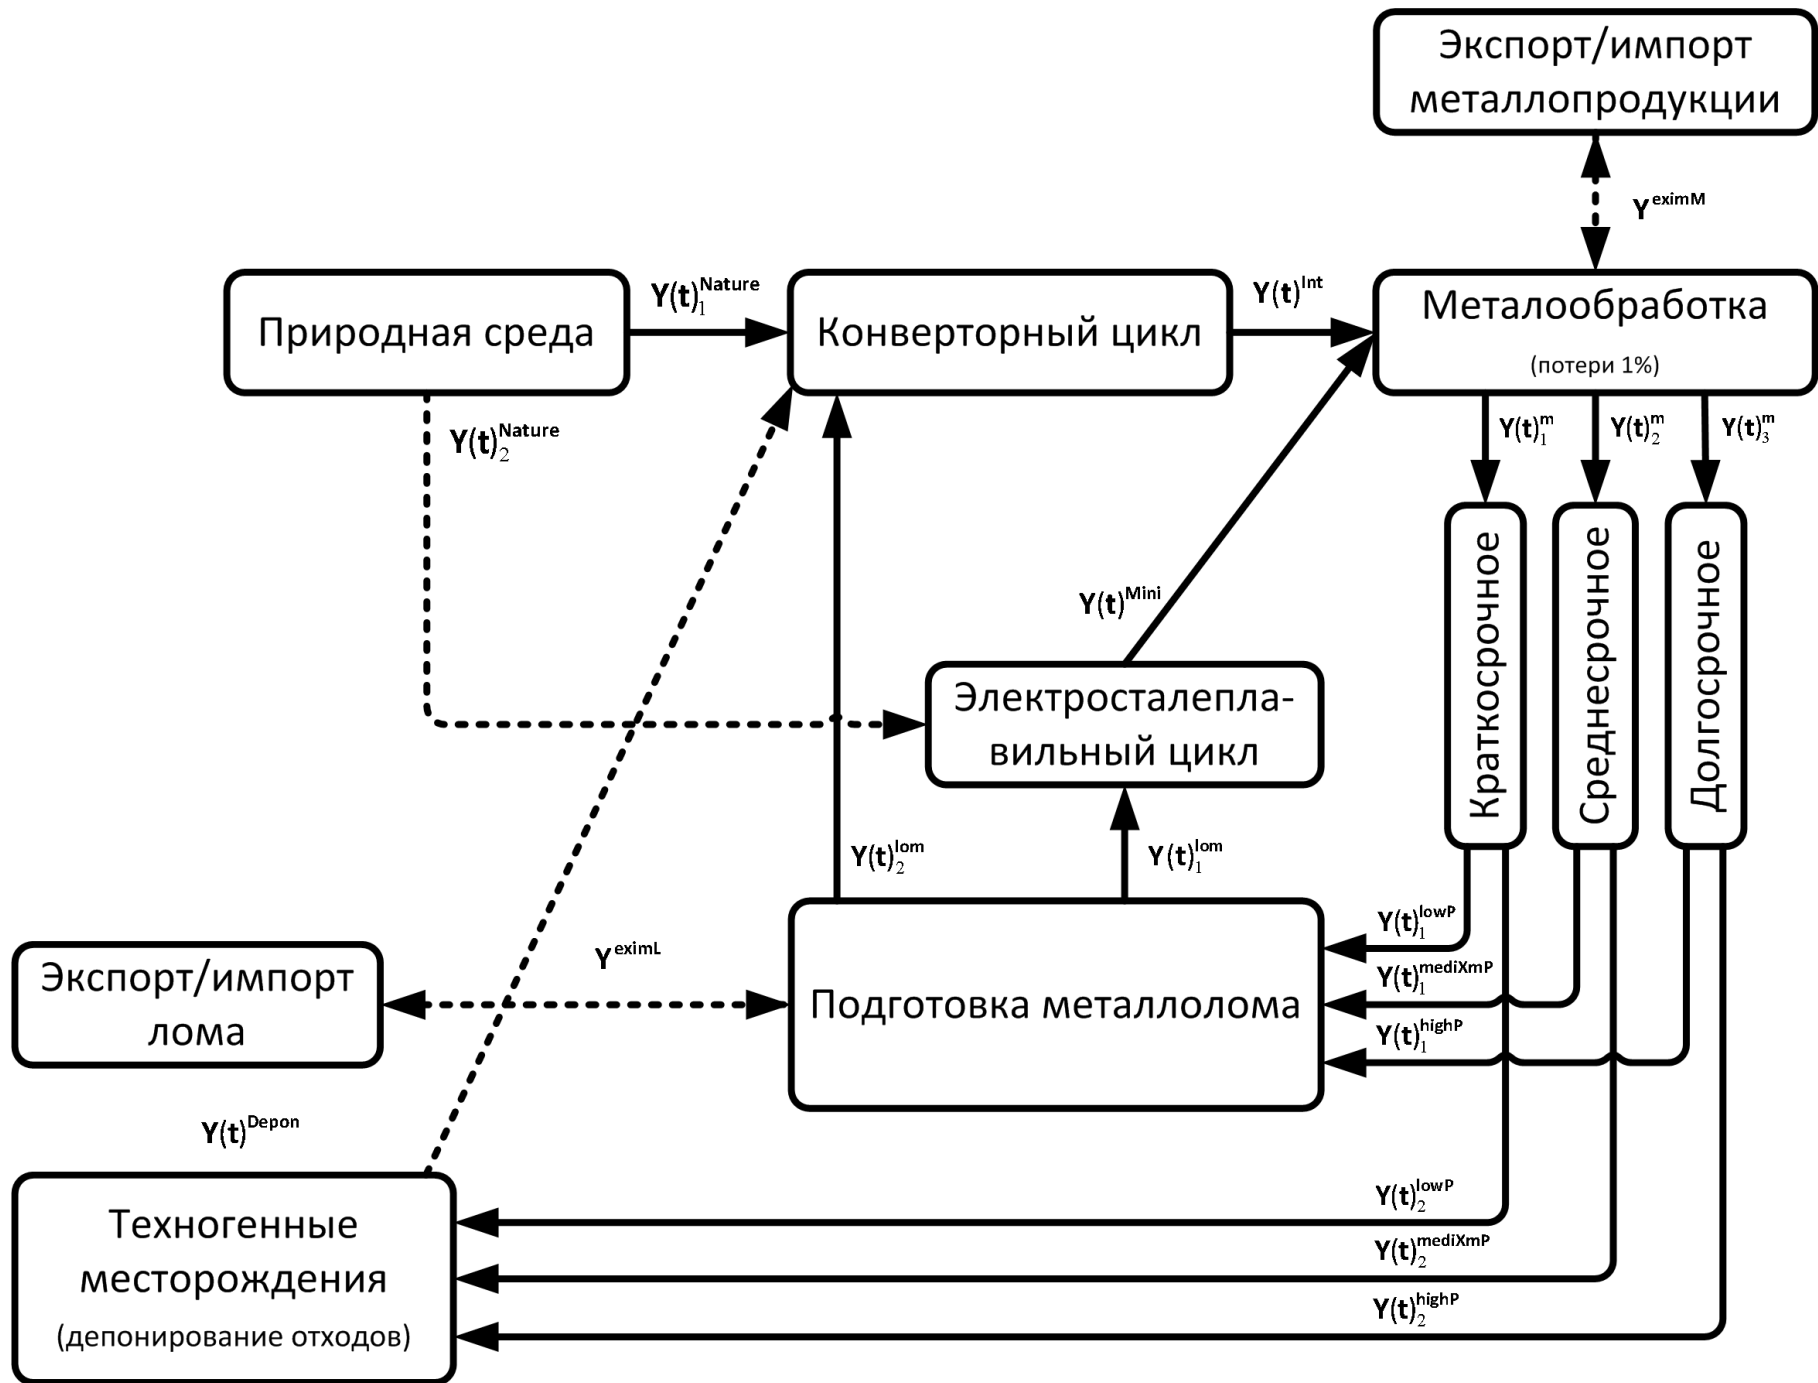 Экспорт/импорт
металлопродукции
Y^eximM
Природная среда
Y(t)_1^Nature
Конверторный цикл
Y(t)^Int
Металообработка
(потери 1%)
Y(t)_2^Nature
Y(t)_1^m
Y(t)_2^m
Y(t)_3^m
Краткосрочное
Среднесрочное
Долгосрочное
Y(t)^Mini
Электросталепла-
вильный цикл
Y(t)_2^lom
Y(t)_1^lom
Экспорт/импорт
лома
Y^eximL
Подготовка металлолома
Y(t)_1^lowP
Y(t)_1^mediXmP
Y(t)_1^highP
Y(t)^Depon
Техногенные
месторождения
(депонирование отходов)
Y(t)_2^lowP
Y(t)_2^mediXmP
Y(t)_2^highP